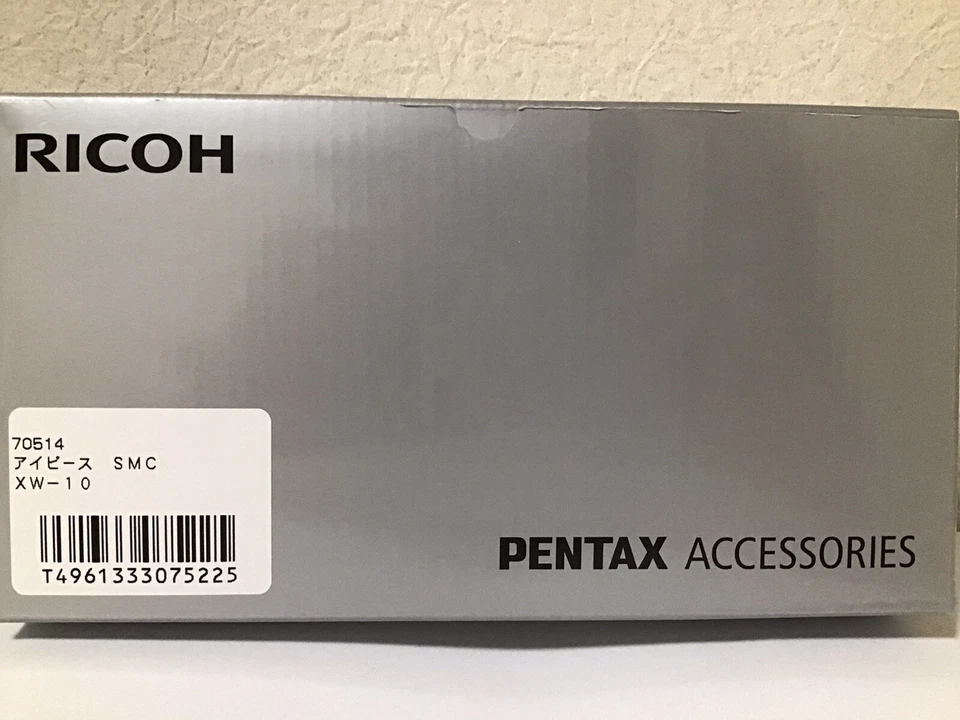 RICOH
70514
アイピース SMC
XW-10
T4961333075225
PENTAX ACCESSORIES